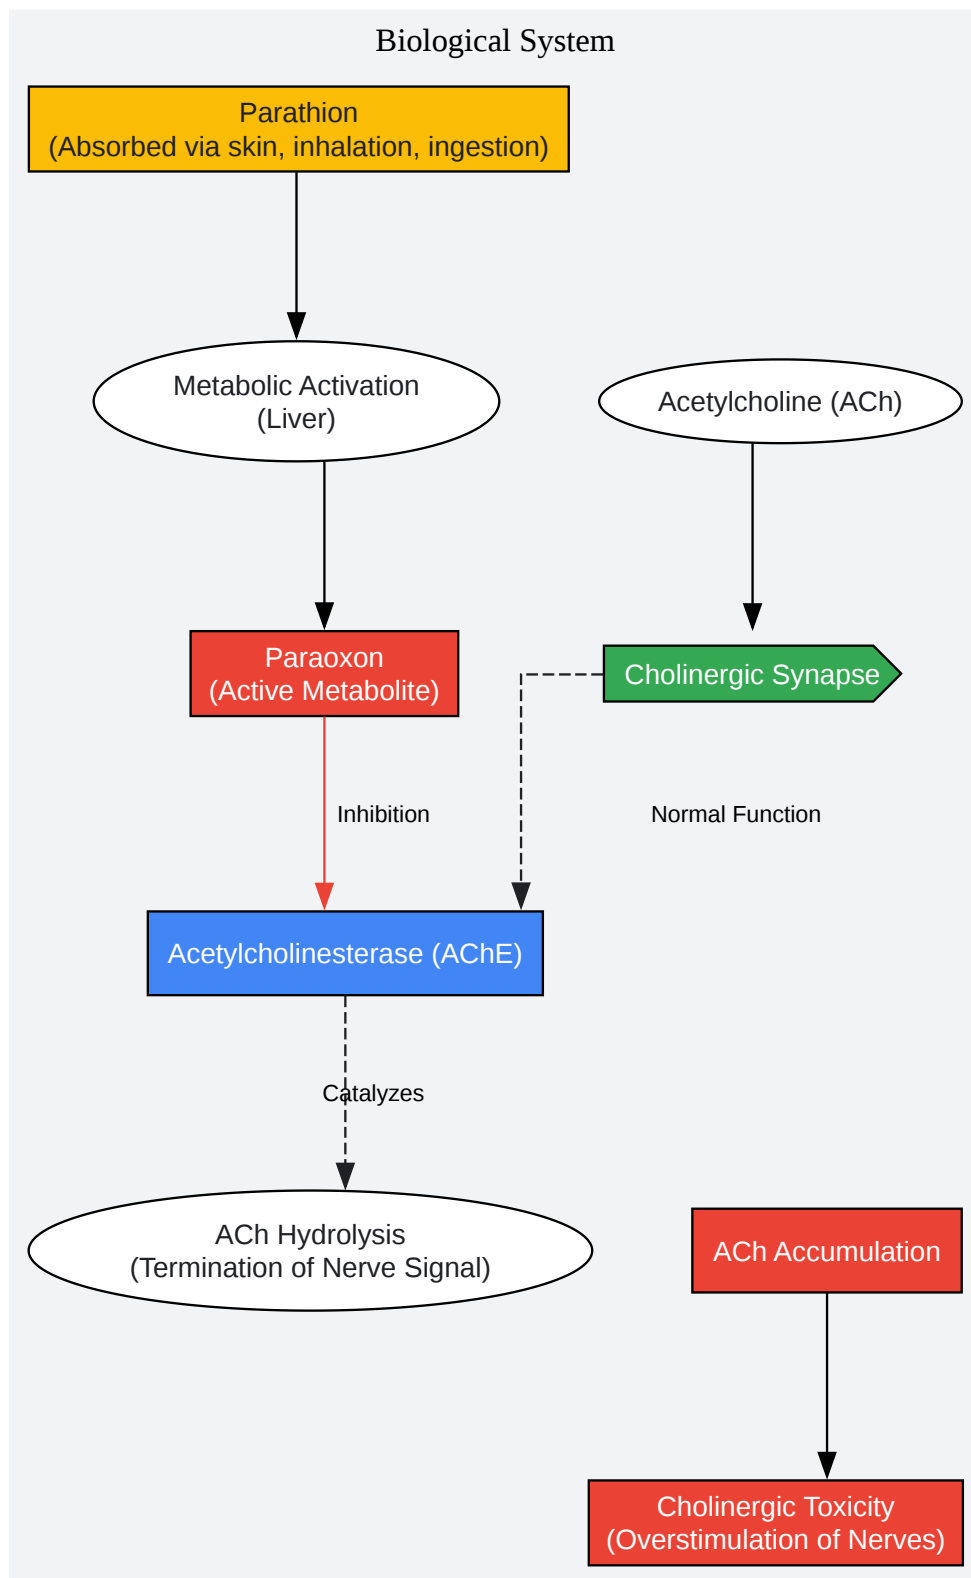 Biological System
Parathion
(Absorbed via skin, inhalation, ingestion)
Metabolic Activation
(Liver)
Acetylcholine (ACh)
Paraoxon
(Active Metabolite)
Cholinergic Synapse
Inhibition
Normal Function
Acetylcholinesterase (AChE)
Catalyzes
ACh Hydrolysis
(Termination of Nerve Signal)
ACh Accumulation
Cholinergic Toxicity
(Overstimulation of Nerves)